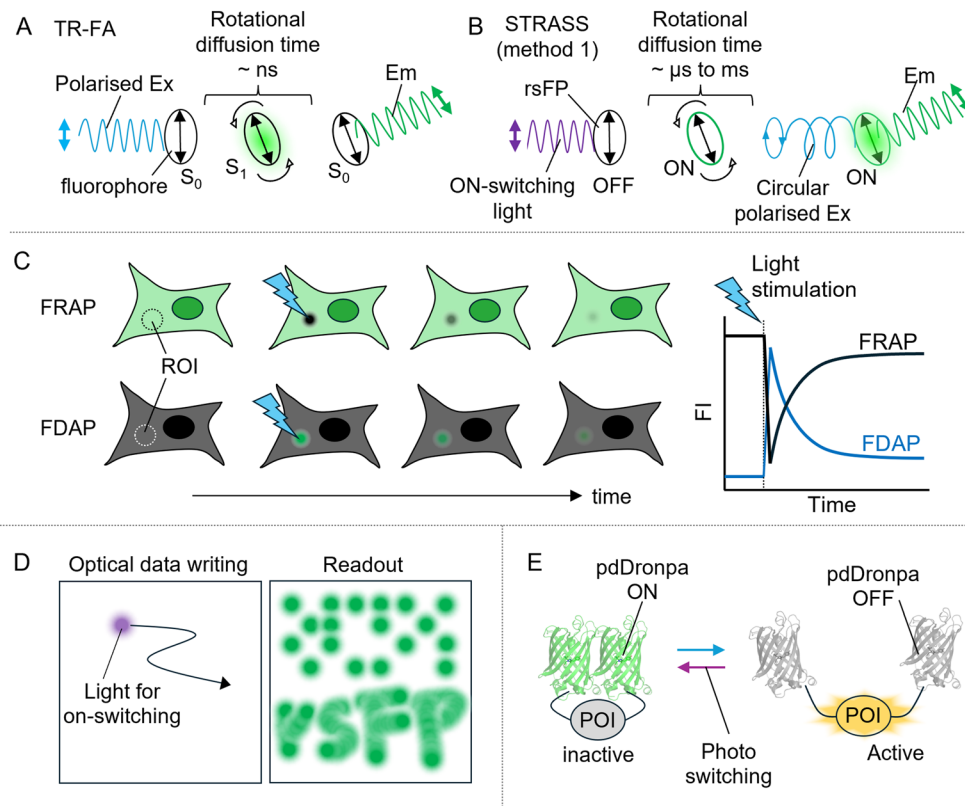 A
TR-FA
Rotational
diffusion time
~ ns
Polarised Ex
Em
fluorophore
S0
S1
S0
B
STRASS
(method 1)
Rotational
diffusion time
~ μs to ms
rsFP
Em
ON-switching
light
OFF
ON
Circular
polarised Ex
ON
C
FRAP
ROI
FDAP
time
Light
stimulation
FRAP
FI
FDAP
Time
D
Optical data writing
Readout
Light for
on-switching
RSFP
E
pdDronpa
ON
pdDronpa
OFF
POI
inactive
Photo
switching
POI
Active